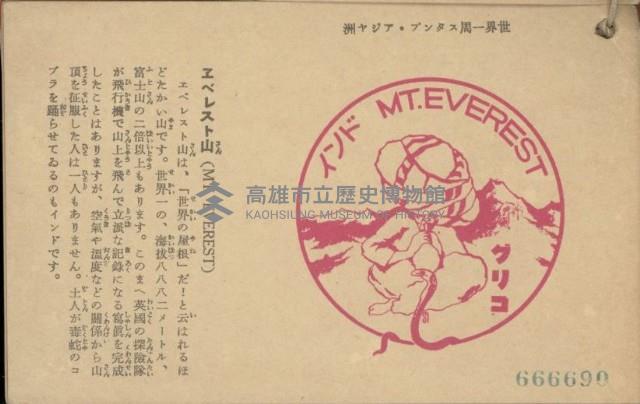 世界一周スタンプ・アジヤ洲
エベレスト山 (MT.EVEREST)
エベレスト山は、「世界の屋根」だ!と云はれるほ
どたかい山です。世界一の、海抜八八八二メートル、
富士山の二倍以上もあります。このまへ英國の探險隊
が飛行機で山上を飛んで立派な記録になる寫眞を完成
したことはありますが、空氣や溫度などの關係から山
頂を征服した人は一人もありません。土人が毒蛇のコ
ブラを踊らせてゐるのもインドです。
インド MT.EVEREST
グリコ
666690
高雄市立歷史博物館
KAOHSIUNG MUSEUM OF HISTORY